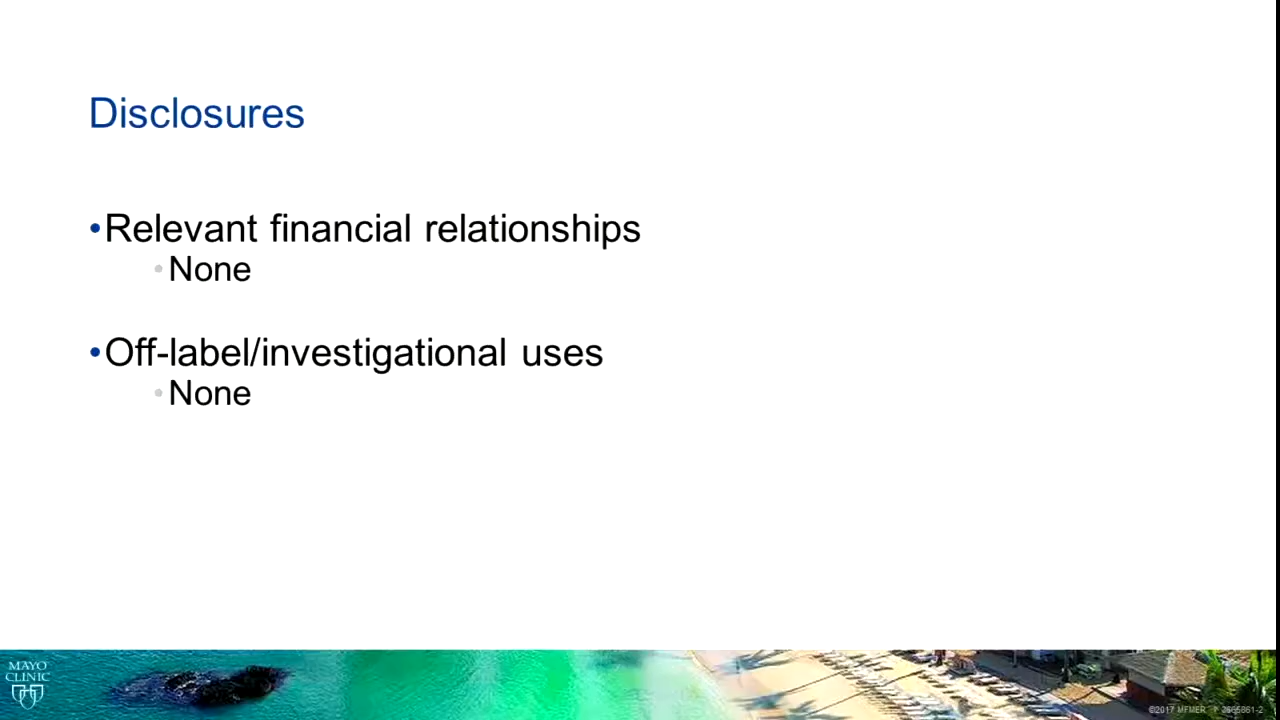 Disclosures
•Relevant financial relationships
•None
•Off-label/investigational uses
•None
MAYO
CLINIC
©2017 MFMER